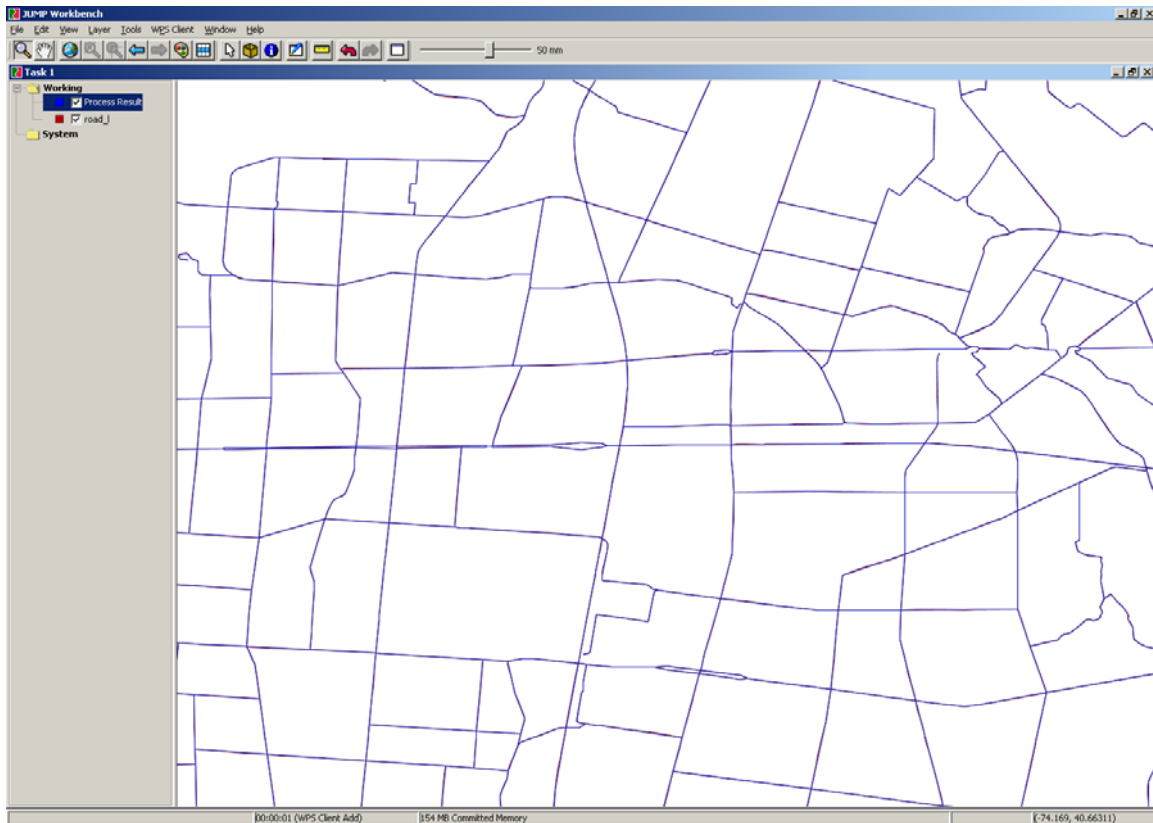 JUMP Workbench
File Edit View Layer Tools WPS Client Window Help
50 mm
Task 1
Working
Process Result
road_l
System
00:00:01 (WPS Client Add) 154 MB Committed Memory (-74.169, 40.66311)